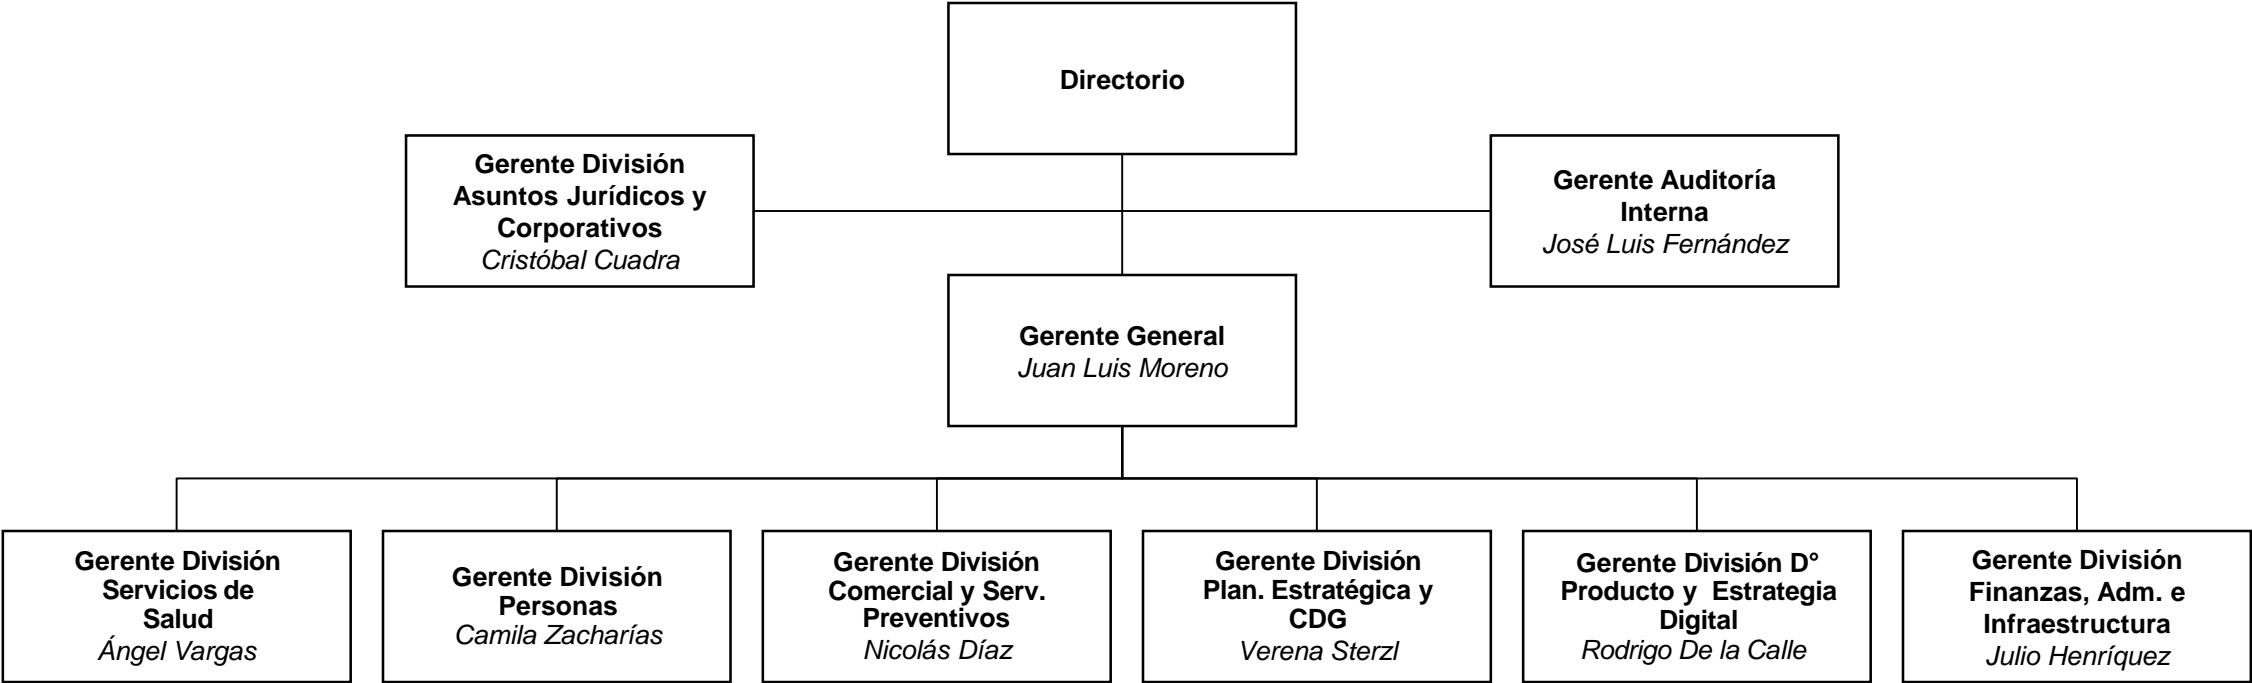 Directorio
Gerente División
Asuntos Jurídicos y
Corporativos
Cristóbal Cuadra
Gerente Auditoría
Interna
José Luis Fernández
Gerente General
Juan Luis Moreno
Gerente División
Servicios de
Salud
Ángel Vargas
Gerente División
Personas
Camila Zacharías
Gerente División
Comercial y Serv.
Preventivos
Nicolás Díaz
Gerente División
Plan. Estratégica y
CDG
Verena Sterzl
Gerente División D°
Producto y Estrategia
Digital
Rodrigo De la Calle
Gerente División
Finanzas, Adm. e
Infraestructura
Julio Henríquez